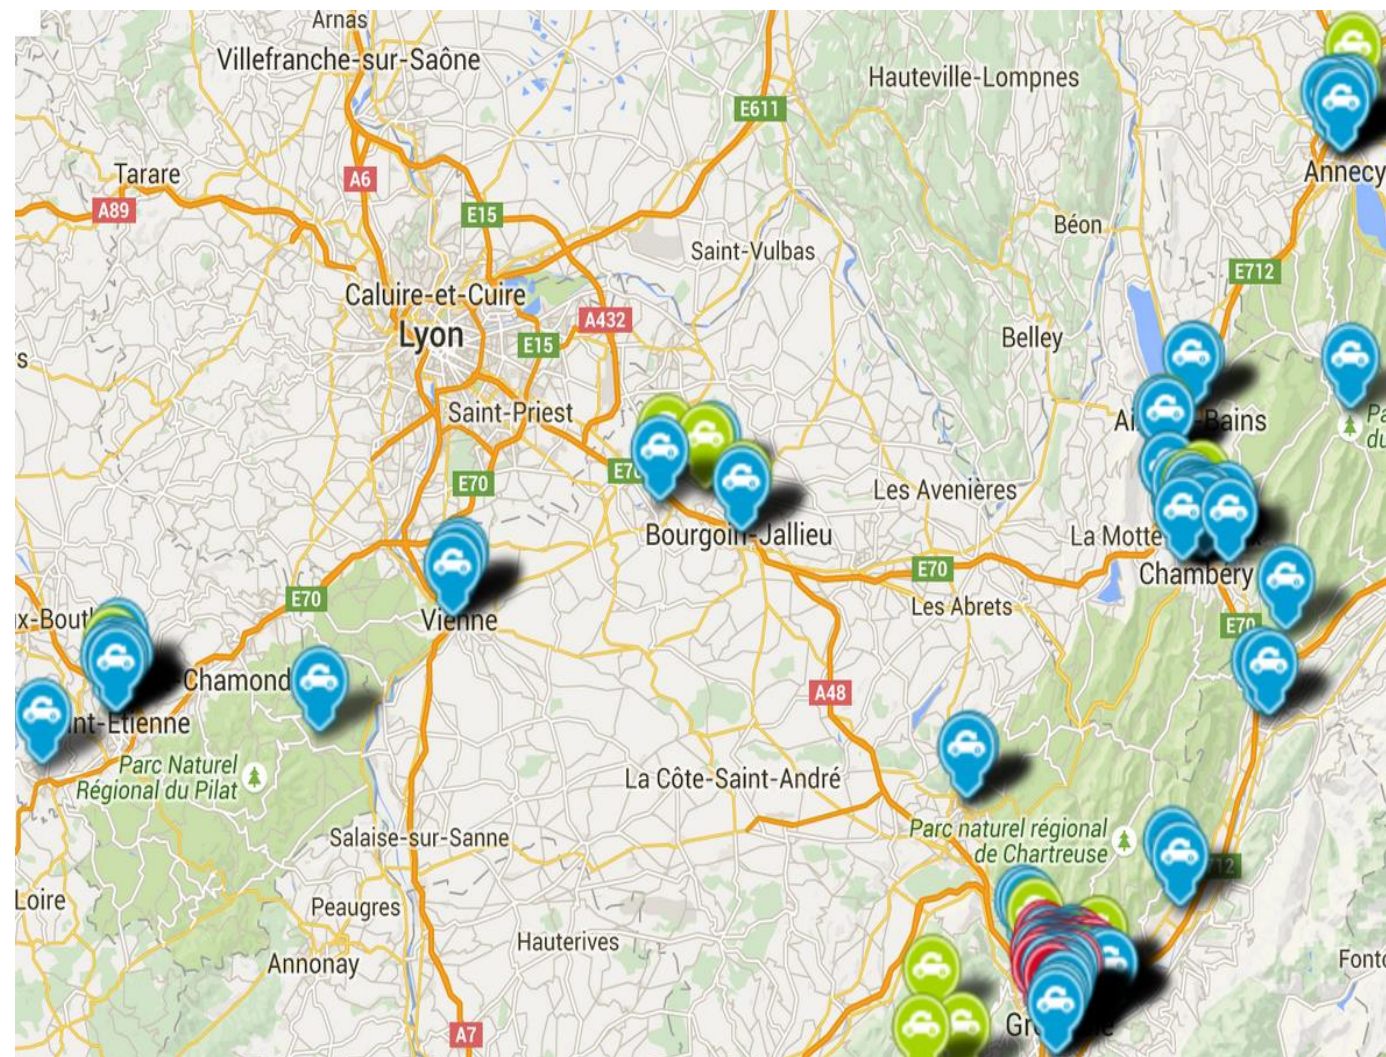 Arnas
Villefranche-sur-Saône
Hauteville-Lompnes
E611
Tarare
A6
Annecy
A89
E15
Béon
Saint-Vulbas
E712
Caluire-et-Cuire
Lyon
A432
E15
Belley
Saint-Priest
Bains
E70
Les Avenières
Bourgoin-Jallieu
La Motte
E70
Chambéry
E70
Les Abrets
Vienne
E70
Chamond
A48
Parc Naturel
Régional du Pilat
La Côte-Saint-André
Salaise-sur-Sanne
Parc naturel régional
de Chartreuse
Loire
Peaugres
Hauterives
Annonay
A7